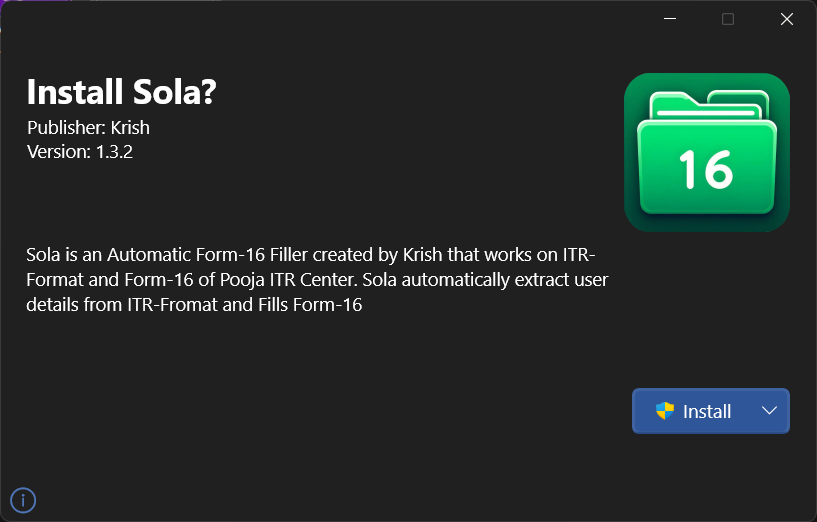 Install Sola?
Publisher: Krish
Version: 1.3.2
16
Sola is an Automatic Form-16 Filler created by Krish that works on ITR-
Format and Form-16 of Pooja ITR Center. Sola automatically extract user
details from ITR-Fromat and Fills Form-16
Install